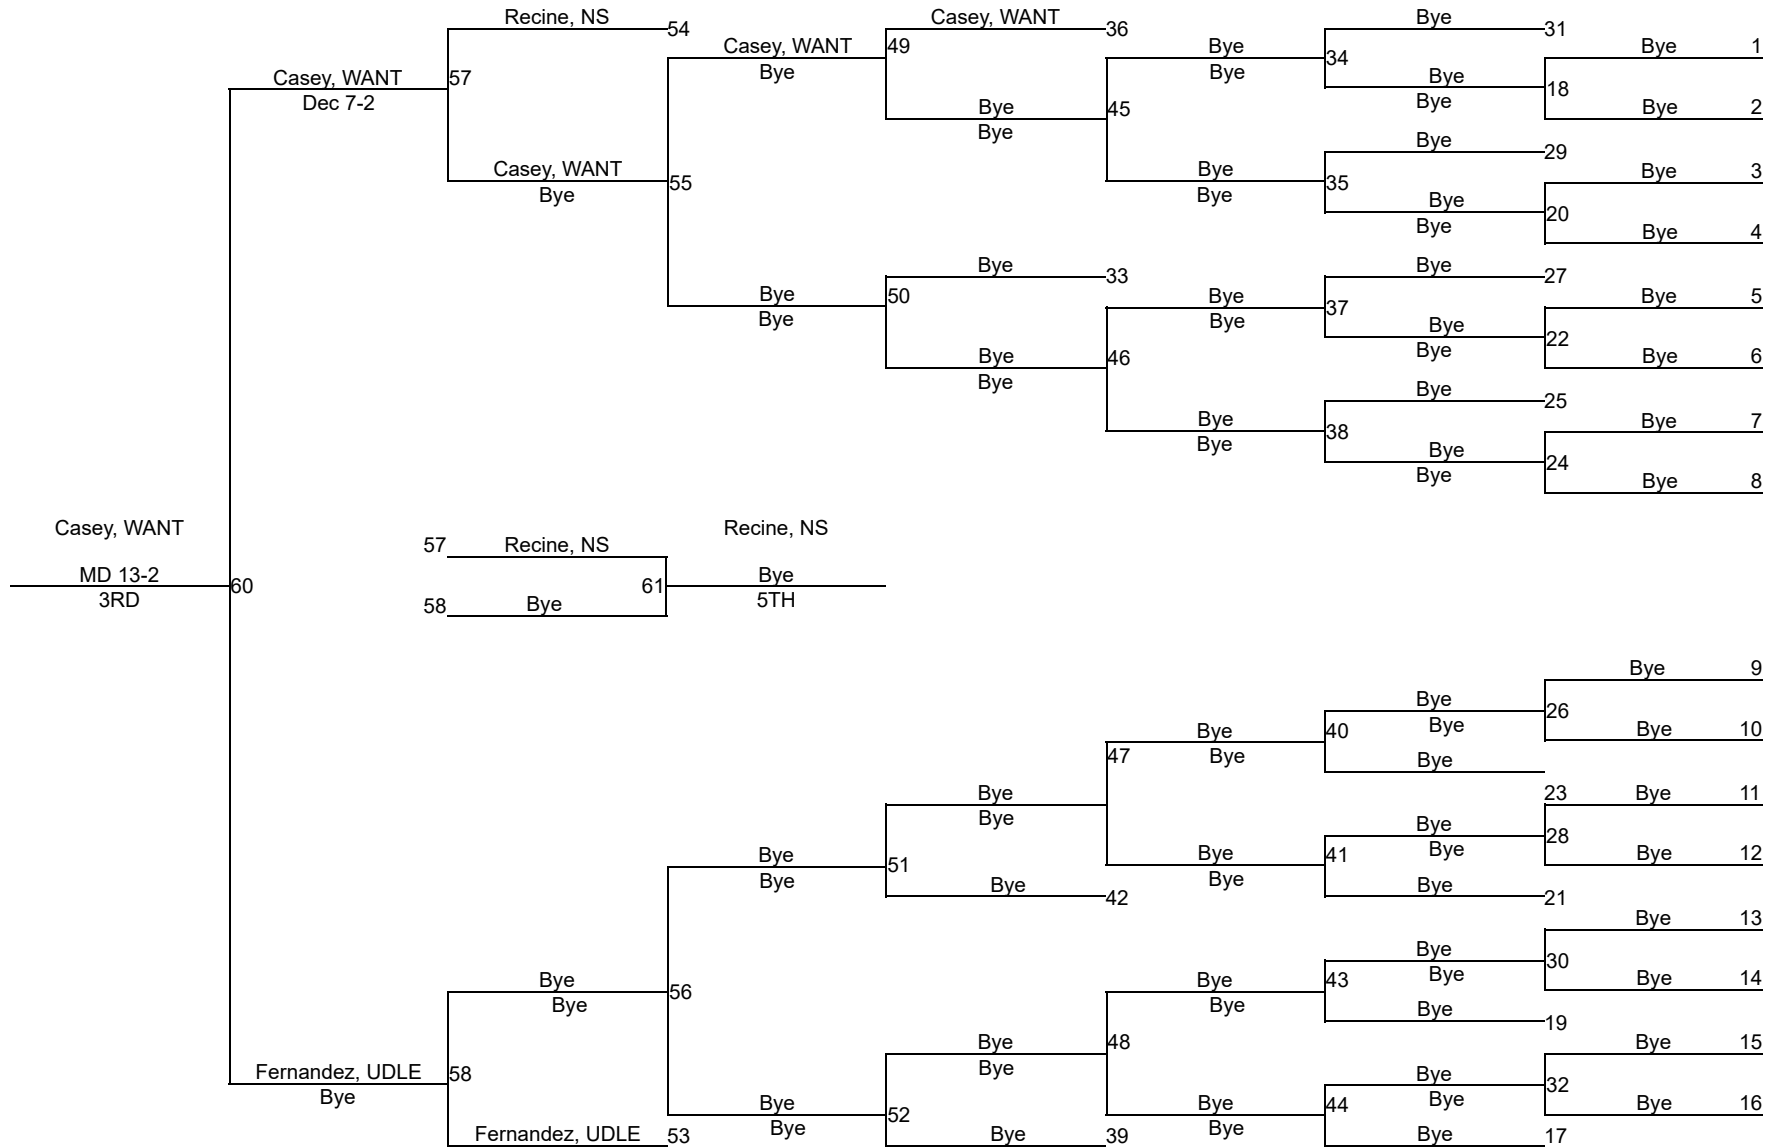 Recine, NS 54 Casey, WANT 36 Bye 31
Casey, WANT 49 Bye 34 Bye 1
Casey, WANT 57 Bye Bye Bye 18
Dec 7-2 Bye 45 Bye Bye 2
Bye
Bye 29
Casey, WANT 55 Bye 35 Bye 3
Bye Bye Bye 20
Bye Bye 4
Bye 33 Bye 27
Bye 50 Bye 37 Bye 5
Bye Bye Bye 22
Bye 46 Bye Bye 6
Bye Bye 25
Bye 38 Bye 7
Bye Bye 24
Bye Bye 8
Casey, WANT Recine, NS
57 Recine, NS
MD 13-2 60 61 Bye
3RD 58 Bye 5TH
Bye 9
Bye 26
Bye 40 Bye Bye 10
47 Bye Bye
Bye 23 Bye 11
Bye Bye 28
Bye 51 Bye 41 Bye Bye 12
Bye Bye 42 Bye Bye 21
Bye 13
Bye 30
Bye 56 Bye 43 Bye Bye 14
Bye Bye Bye 19
Bye 48 Bye 15
Fernandez, UDLE 58 Bye Bye 32
Bye Bye 52 Bye 44 Bye Bye 16
Fernandez, UDLE 53 Bye Bye 39 Bye Bye 17